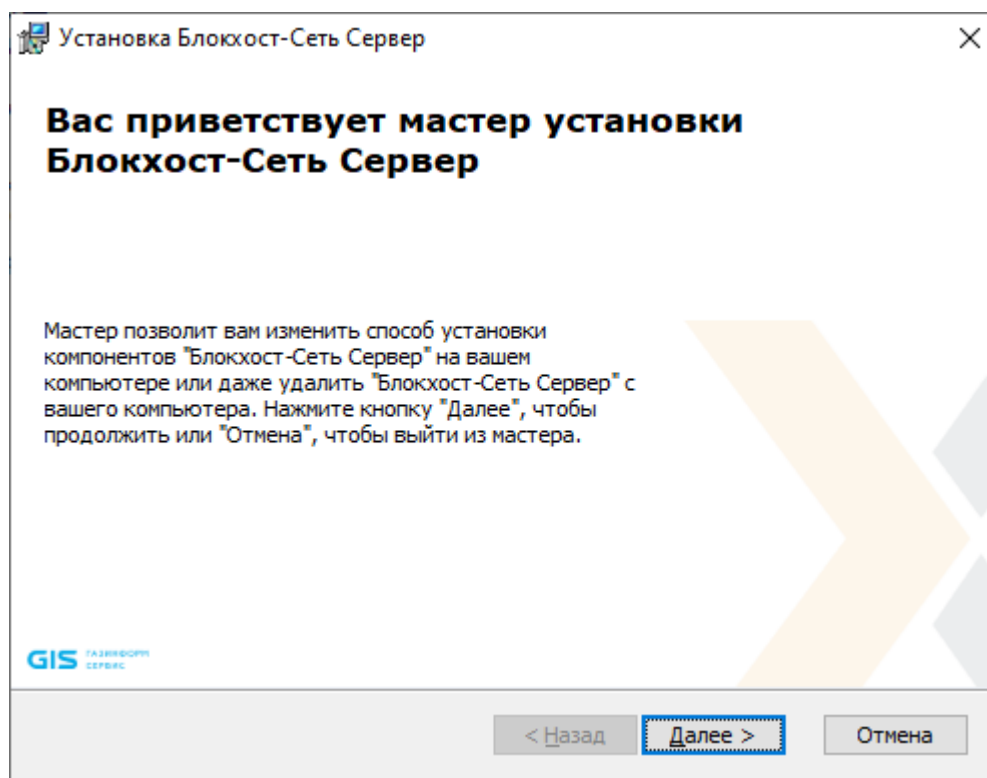 Установка Блокхост-Сеть Сервер
Вас приветствует мастер установки
Блокхост-Сеть Сервер
Мастер позволит вам изменить способ установки
компонентов "Блокхост-Сеть Сервер" на вашем
компьютере или даже удалить "Блокхост-Сеть Сервер" с
вашего компьютера. Нажмите кнопку "Далее", чтобы
продолжить или "Отмена", чтобы выйти из мастера.
GIS ГАЗИНФОРМ
СЕРВИС
< Назад Далее > Отмена